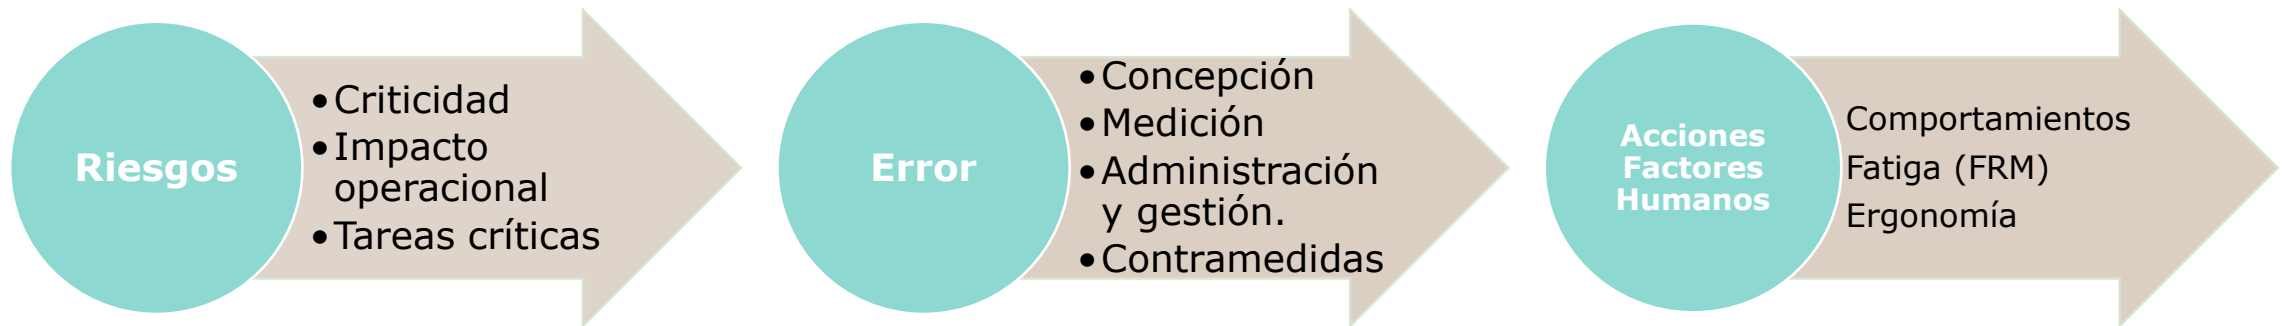 Riesgos
•Criticidad
•Impacto
operacional
•Tareas críticas
Error
•Concepción
•Medición
•Administración
y gestión.
•Contramedidas
Acciones
Factores
Humanos
Comportamientos
Fatiga (FRM)
Ergonomía